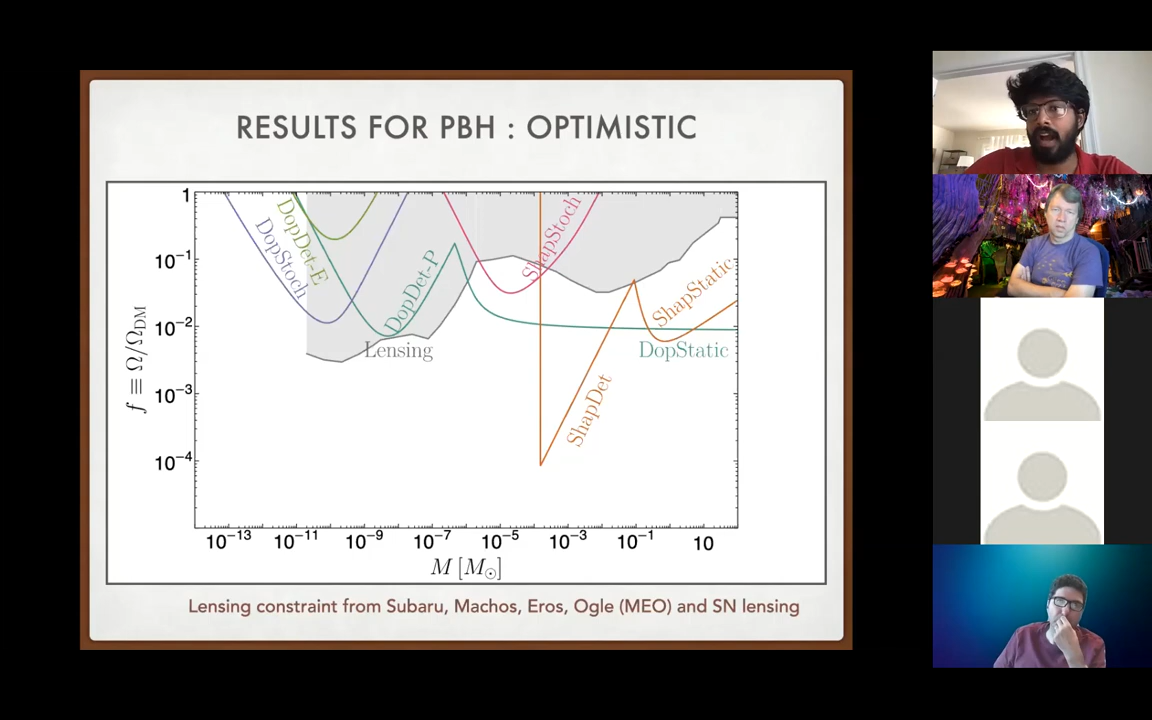 RESULTS FOR PBH : OPTIMISTIC
1
10⁻¹
10⁻²
10⁻³
10⁻⁴
f ≡ Ω/Ω_DM
DopStoch
DopDet-E
DopDet-P
Lensing
ShapStoch
ShapDet
ShapStatic
DopStatic
10⁻¹³ 10⁻¹¹ 10⁻⁹ 10⁻⁷ 10⁻⁵ 10⁻³ 10⁻¹ 10
M [M☉]
Lensing constraint from Subaru, Machos, Eros, Ogle (MEO) and SN lensing